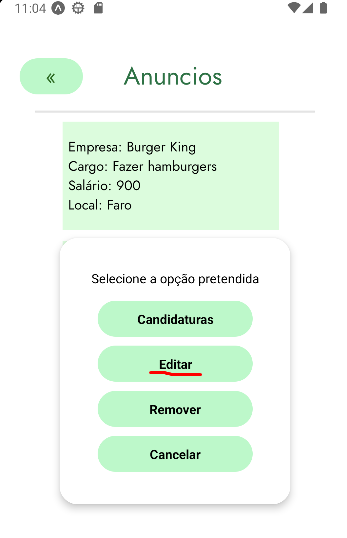 11:04
«
Anuncios
Empresa: Burger King
Cargo: Fazer hamburgers
Salário: 900
Local: Faro
Selecione a opção pretendida
Candidaturas
Editar
Remover
Cancelar